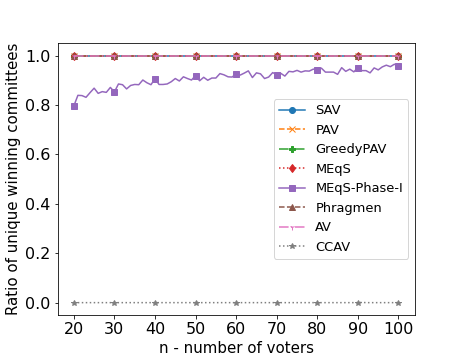 Ratio of unique winning committees
1.0
0.8
0.6
0.4
0.2
0.0
SAV
PAV
GreedyPAV
MEqS
MEqS-Phase-I
Phragmen
AV
CCAV
20 30 40 50 60 70 80 90 100
n - number of voters